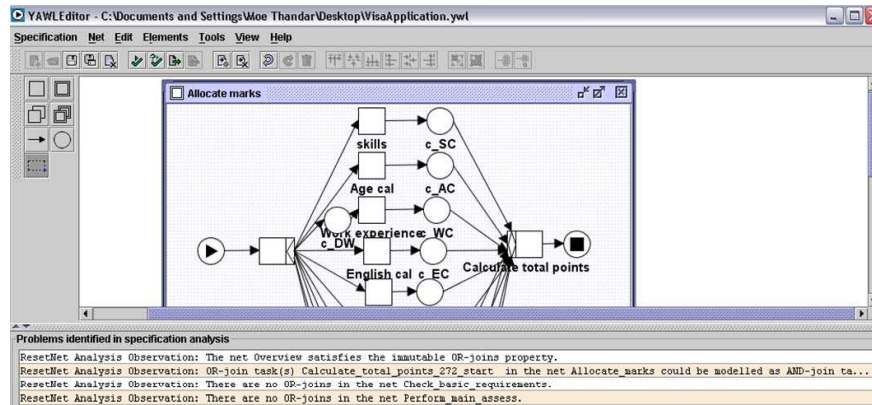 YAWLEditor - C:\Documents and Settings\Moe Thandar\Desktop\VisaApplication.ywl
Specification Net Edit Elements Tools View Help
Allocate marks
skills c_SC
Age cal c_AC
Work experience c_WC
c_DW
Calculate total points
English cal c_EC
Problems identified in specification analysis
ResetNet Analysis Observation: The net Overview satisfies the immutable OR-joins property.
ResetNet Analysis Observation: OR-join task(s) Calculate_total_points_272_start in the net Allocate_marks could be modelled as AND-join ta...
ResetNet Analysis Observation: There are no OR-joins in the net Check_basic_requirements.
ResetNet Analysis Observation: There are no OR-joins in the net Perform_main_assess.